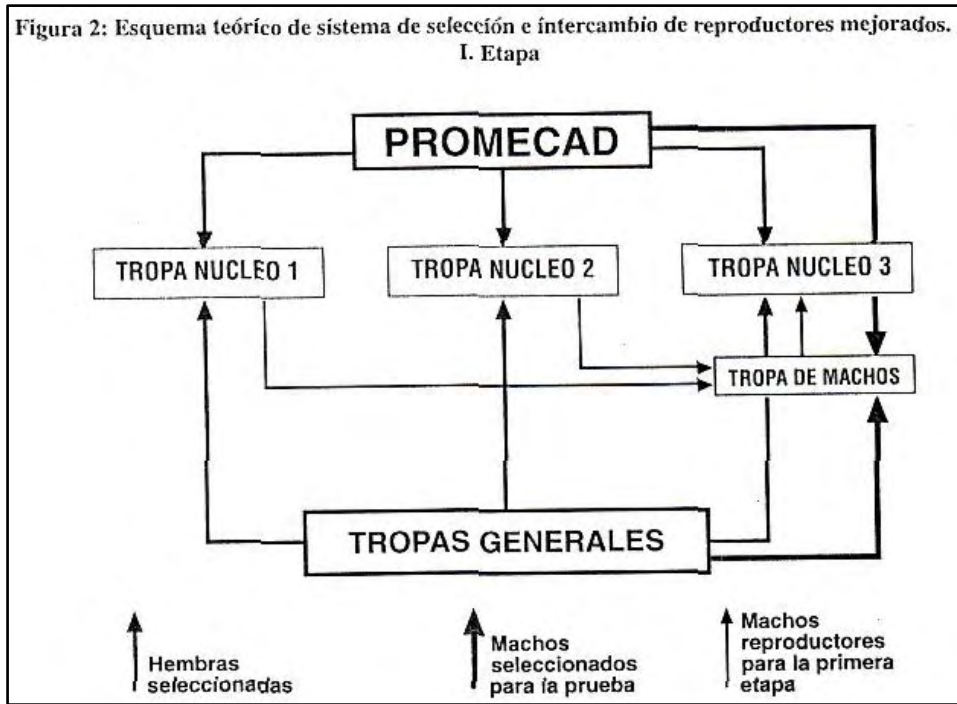 Figura 2: Esquema teórico de sistema de selección e intercambio de reproductores mejorados.
I. Etapa
PROMECAD
TROPA NUCLEO 1
TROPA NUCLEO 2
TROPA NUCLEO 3
TROPA DE MACHOS
TROPAS GENERALES
Hembras
seleccionadas
Machos
seleccionados
para la prueba
Machos
reproductores
para la primera
etapa